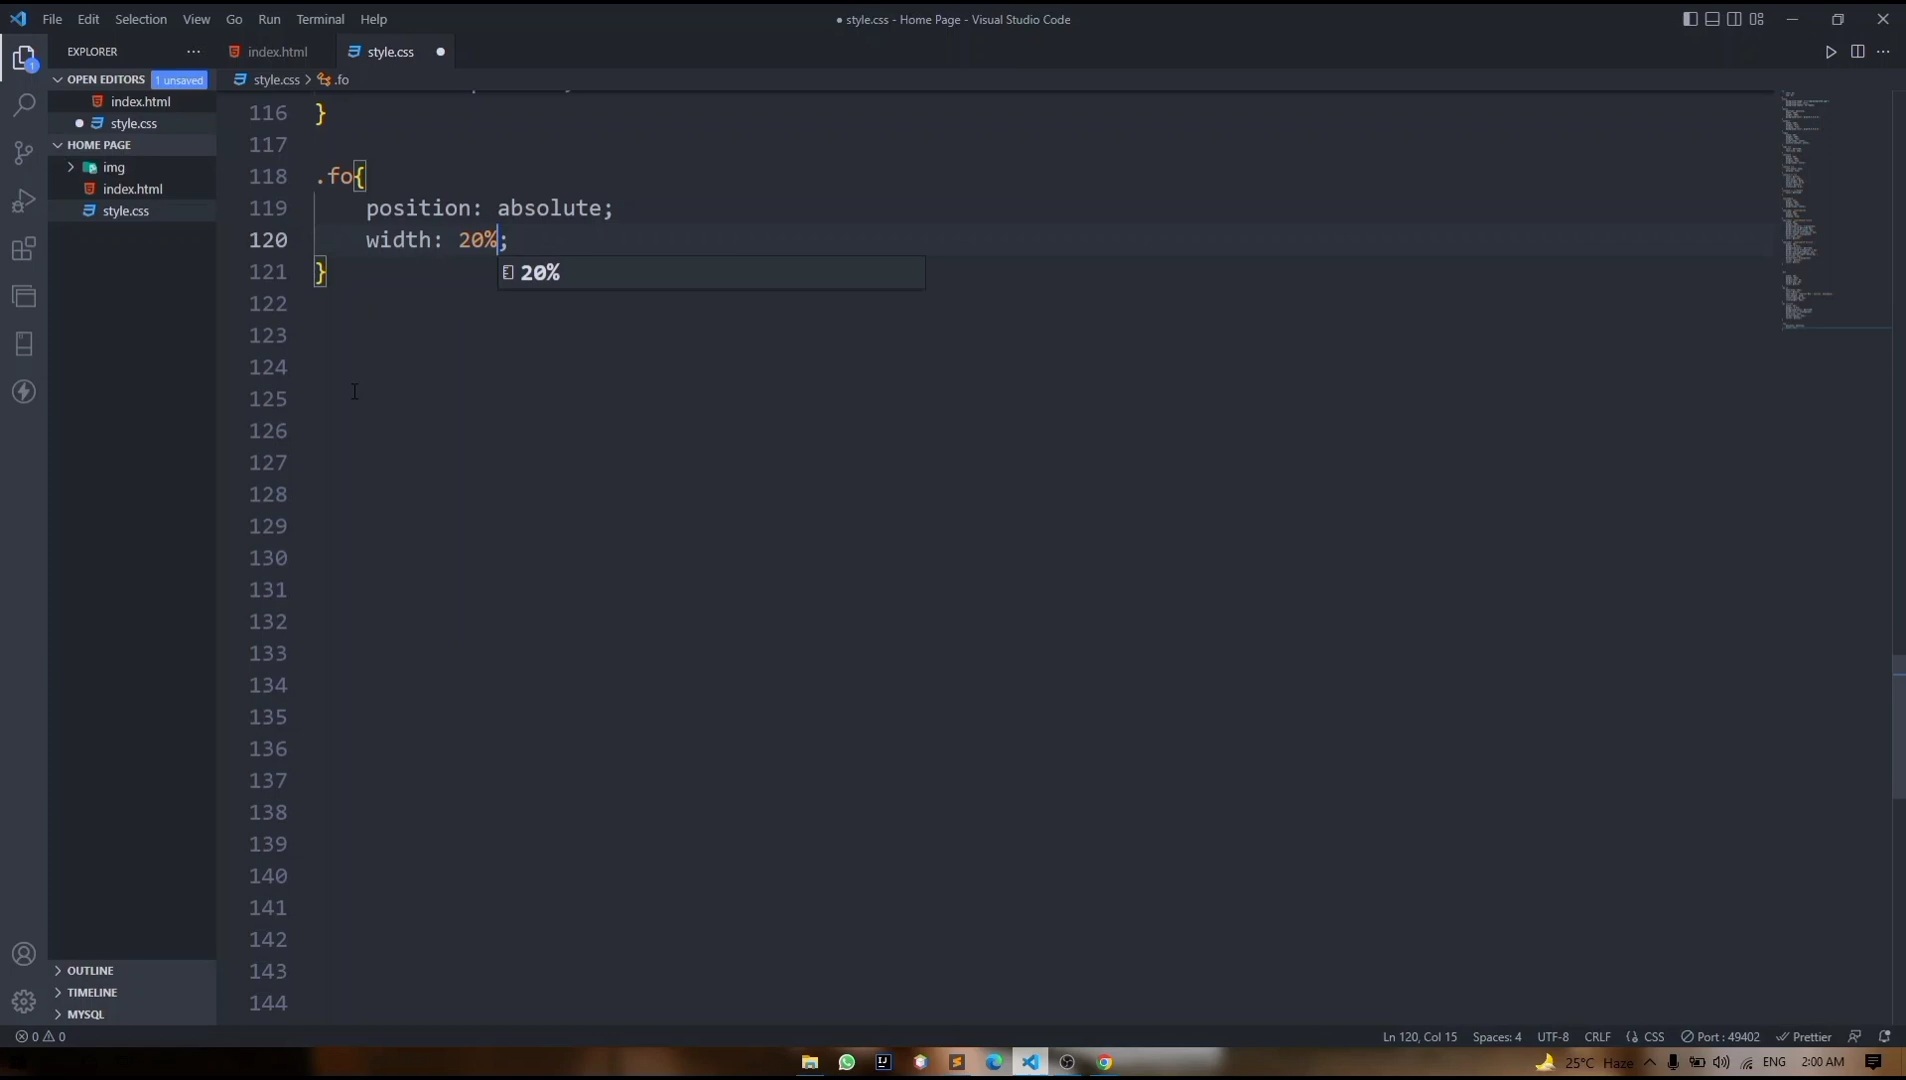 File Edit Selection View Go Run Terminal Help
● style.css - Home Page - Visual Studio Code
EXPLORER
index.html
style.css
OPEN EDITORS 1 unsaved
style.css > .fo
index.html
style.css
HOME PAGE
img
index.html
style.css
116 }
117
118 .fo{
119 position: absolute;
120 width: 20%;
121 }
20%
122
123
124
125
126
127
128
129
130
131
132
133
134
135
136
137
138
139
140
141
142
143
144
OUTLINE
TIMELINE
MYSQL
0 0
Ln 120, Col 15 Spaces: 4 UTF-8 CRLF {} CSS Port : 49402 Prettier
25°C Haze ENG 2:00 AM